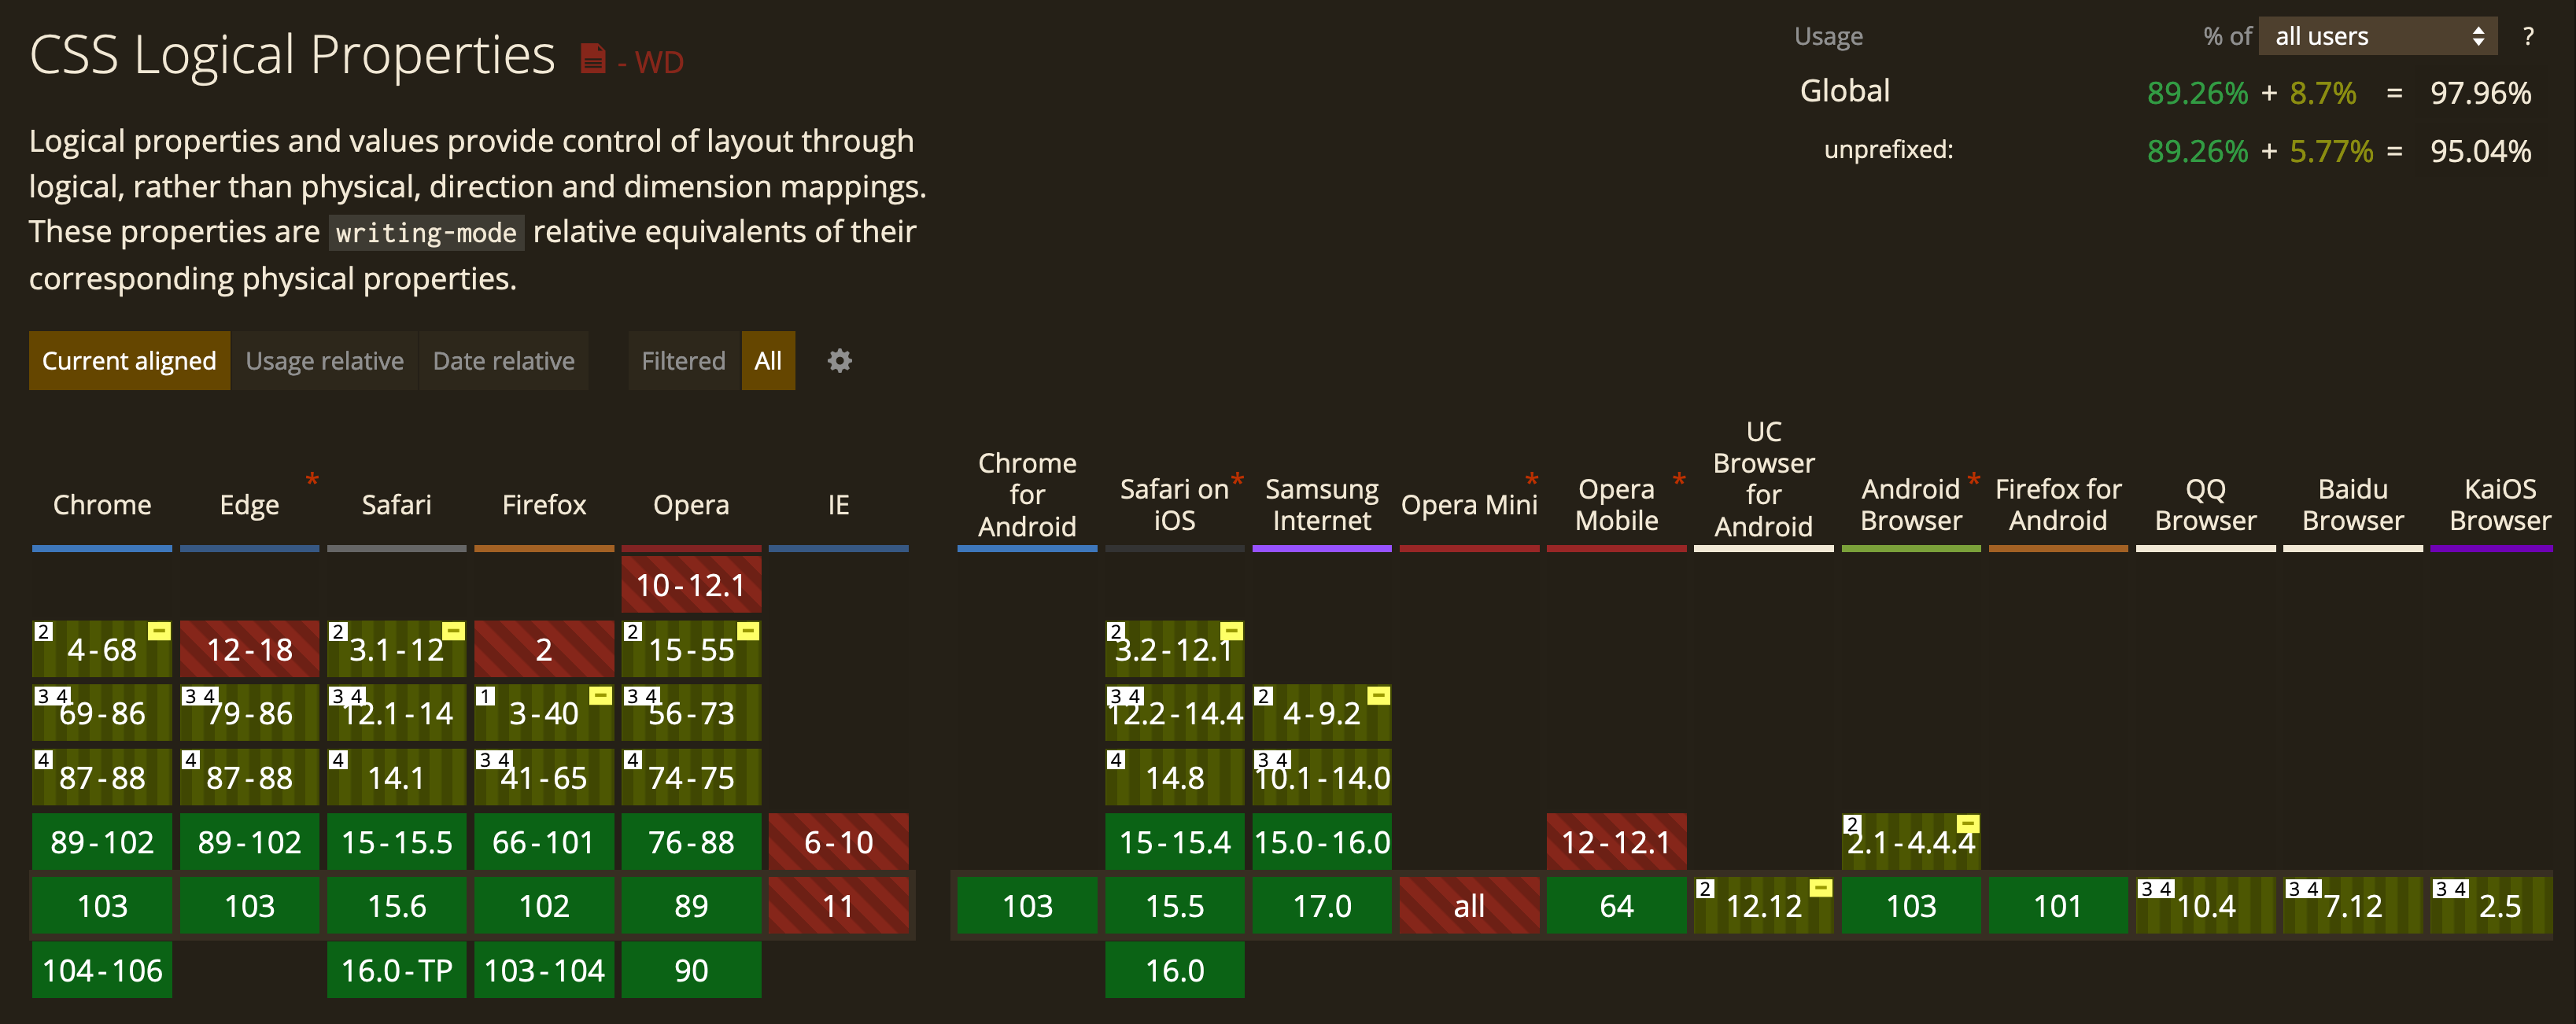 CSS Logical Properties - WD
Usage % of all users ?
Global 89.26% + 8.7% = 97.96%
unprefixed: 89.26% + 5.77% = 95.04%
Logical properties and values provide control of layout through
logical, rather than physical, direction and dimension mappings.
These properties are writing-mode relative equivalents of their
corresponding physical properties.
Current aligned Usage relative Date relative Filtered All
Chrome
Edge *
Safari
Firefox
Opera
IE
Chrome
for
Android
Safari on *
iOS
Samsung
Internet
Opera Mini *
Opera *
Mobile
UC
Browser
for
Android
Android *
Browser
Firefox for
Android
QQ
Browser
Baidu
Browser
KaiOS
Browser
10-12.1
2 4-68 12-18 2 3.1-12 2 2 15-55 2 3.2-12.1
3 4 69-86 3 4 79-86 3 4 12.1-14 1 3-40 3 4 56-73 3 4 12.2-14.4 2 4-9.2
4 87-88 4 87-88 4 14.1 3 4 41-65 4 74-75 4 14.8 3 4 10.1-14.0
89-102 89-102 15-15.5 66-101 76-88 6-10 15-15.4 15.0-16.0 12-12.1 2 2.1-4.4.4
103 103 15.6 102 89 11 103 15.5 17.0 all 64 2 12.12 103 101 3 4 10.4 3 4 7.12 3 4 2.5
104-106 16.0-TP 103-104 90 16.0